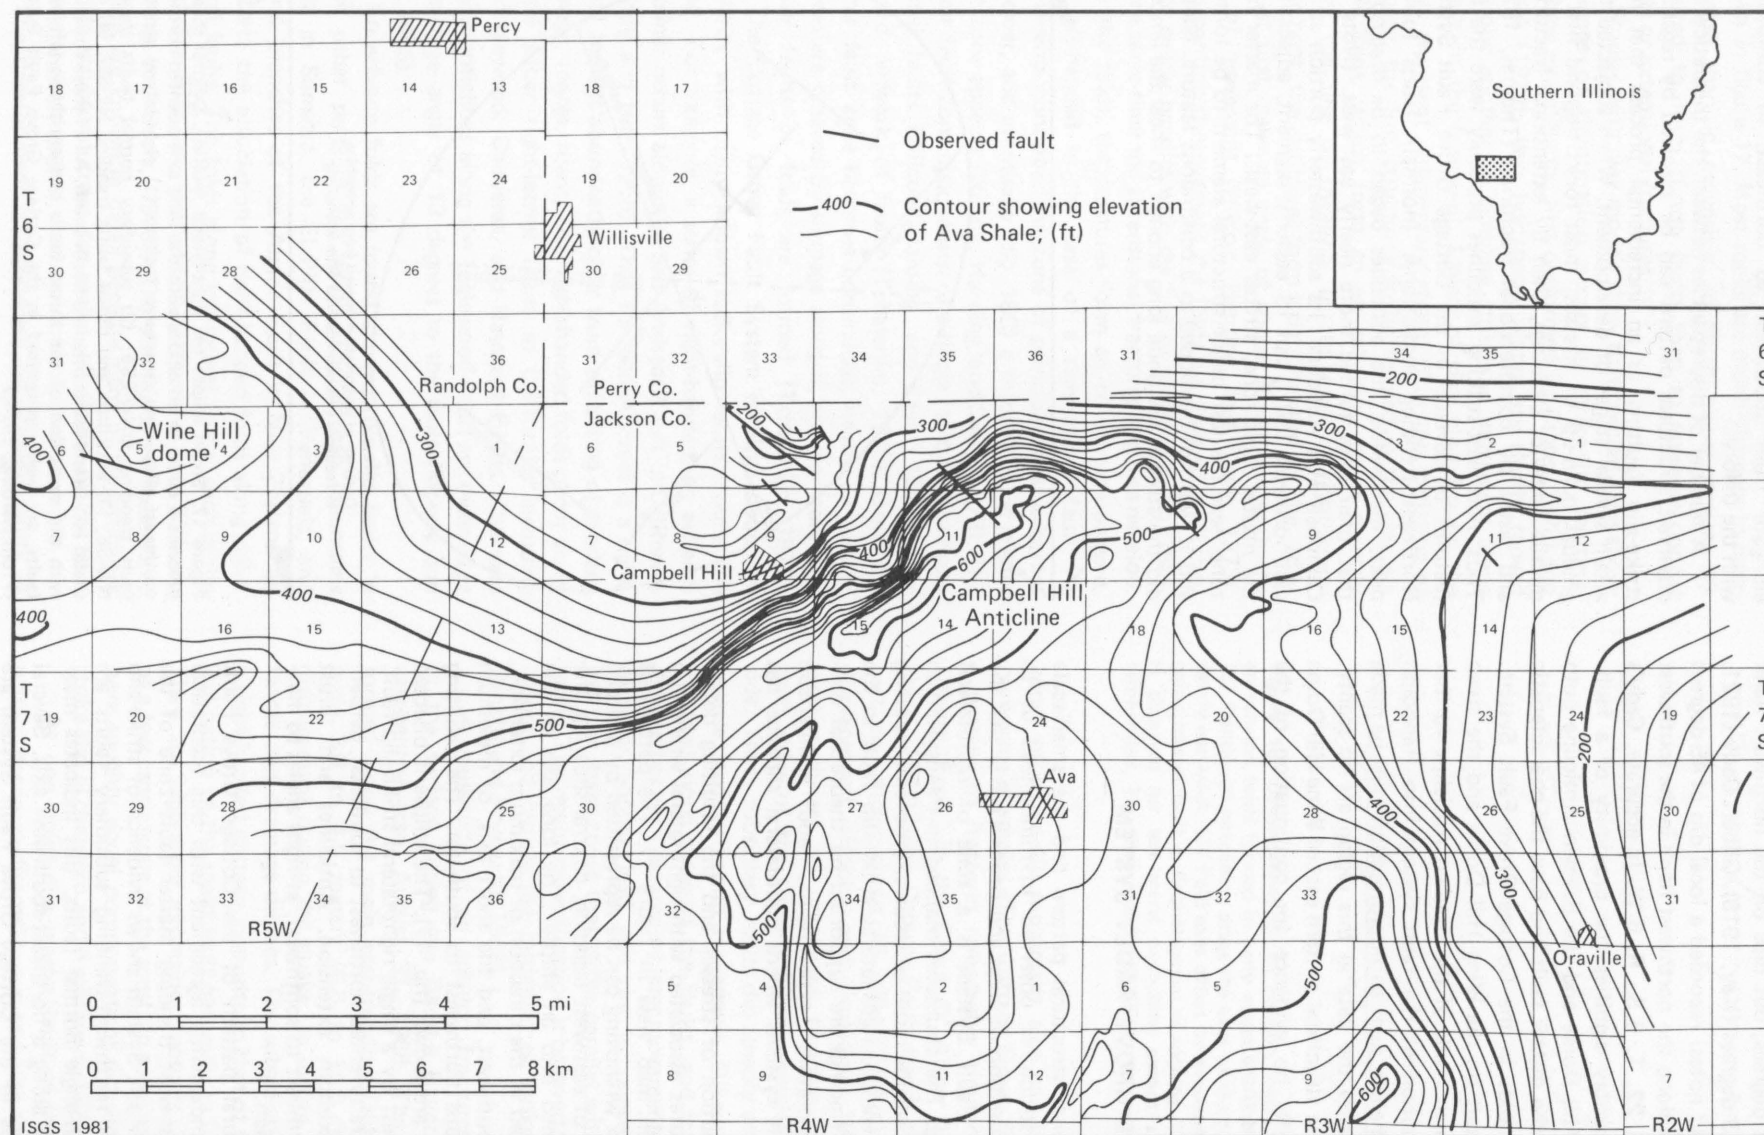 Percy
Southern Illinois
18 17 16 15 14 13 18 17
Observed fault
T
6
S
19 20 21 22 23 24 19 20
400 Contour showing elevation
of Ava Shale; (ft)
Willisville
30 29 28 26 25 30 29
31 32 36 31 32 33 34 35 36 31 34 35 31
T
6
S
Randolph Co. Perry Co.
Jackson Co.
200
200
300
300
300
400
400
Wine Hill
dome
6 5 4 3 1 6 5 3 2 1
7 8 9 10 12 7 8 9 11 9 11 12
400
500
600
Campbell Hill
Campbell Hill
Anticline
400
400
16 15 13 15 14 18 16 15 14
T
7
S
19 20 22 24 20 22 23 24 19
T
7
S
500
200
Ava
30 29 28 25 30 27 26 30 28 26 25 30
400
300
31 32 33 34 35 36 32 34 35 31 32 33 31
R5W
500
500
Oraville
0 1 2 3 4 5 mi
5 4 2 1 6 5
0 1 2 3 4 5 6 7 8 km
8 9 11 12 7 9 7
600
ISGS 1981
R4W R3W R2W